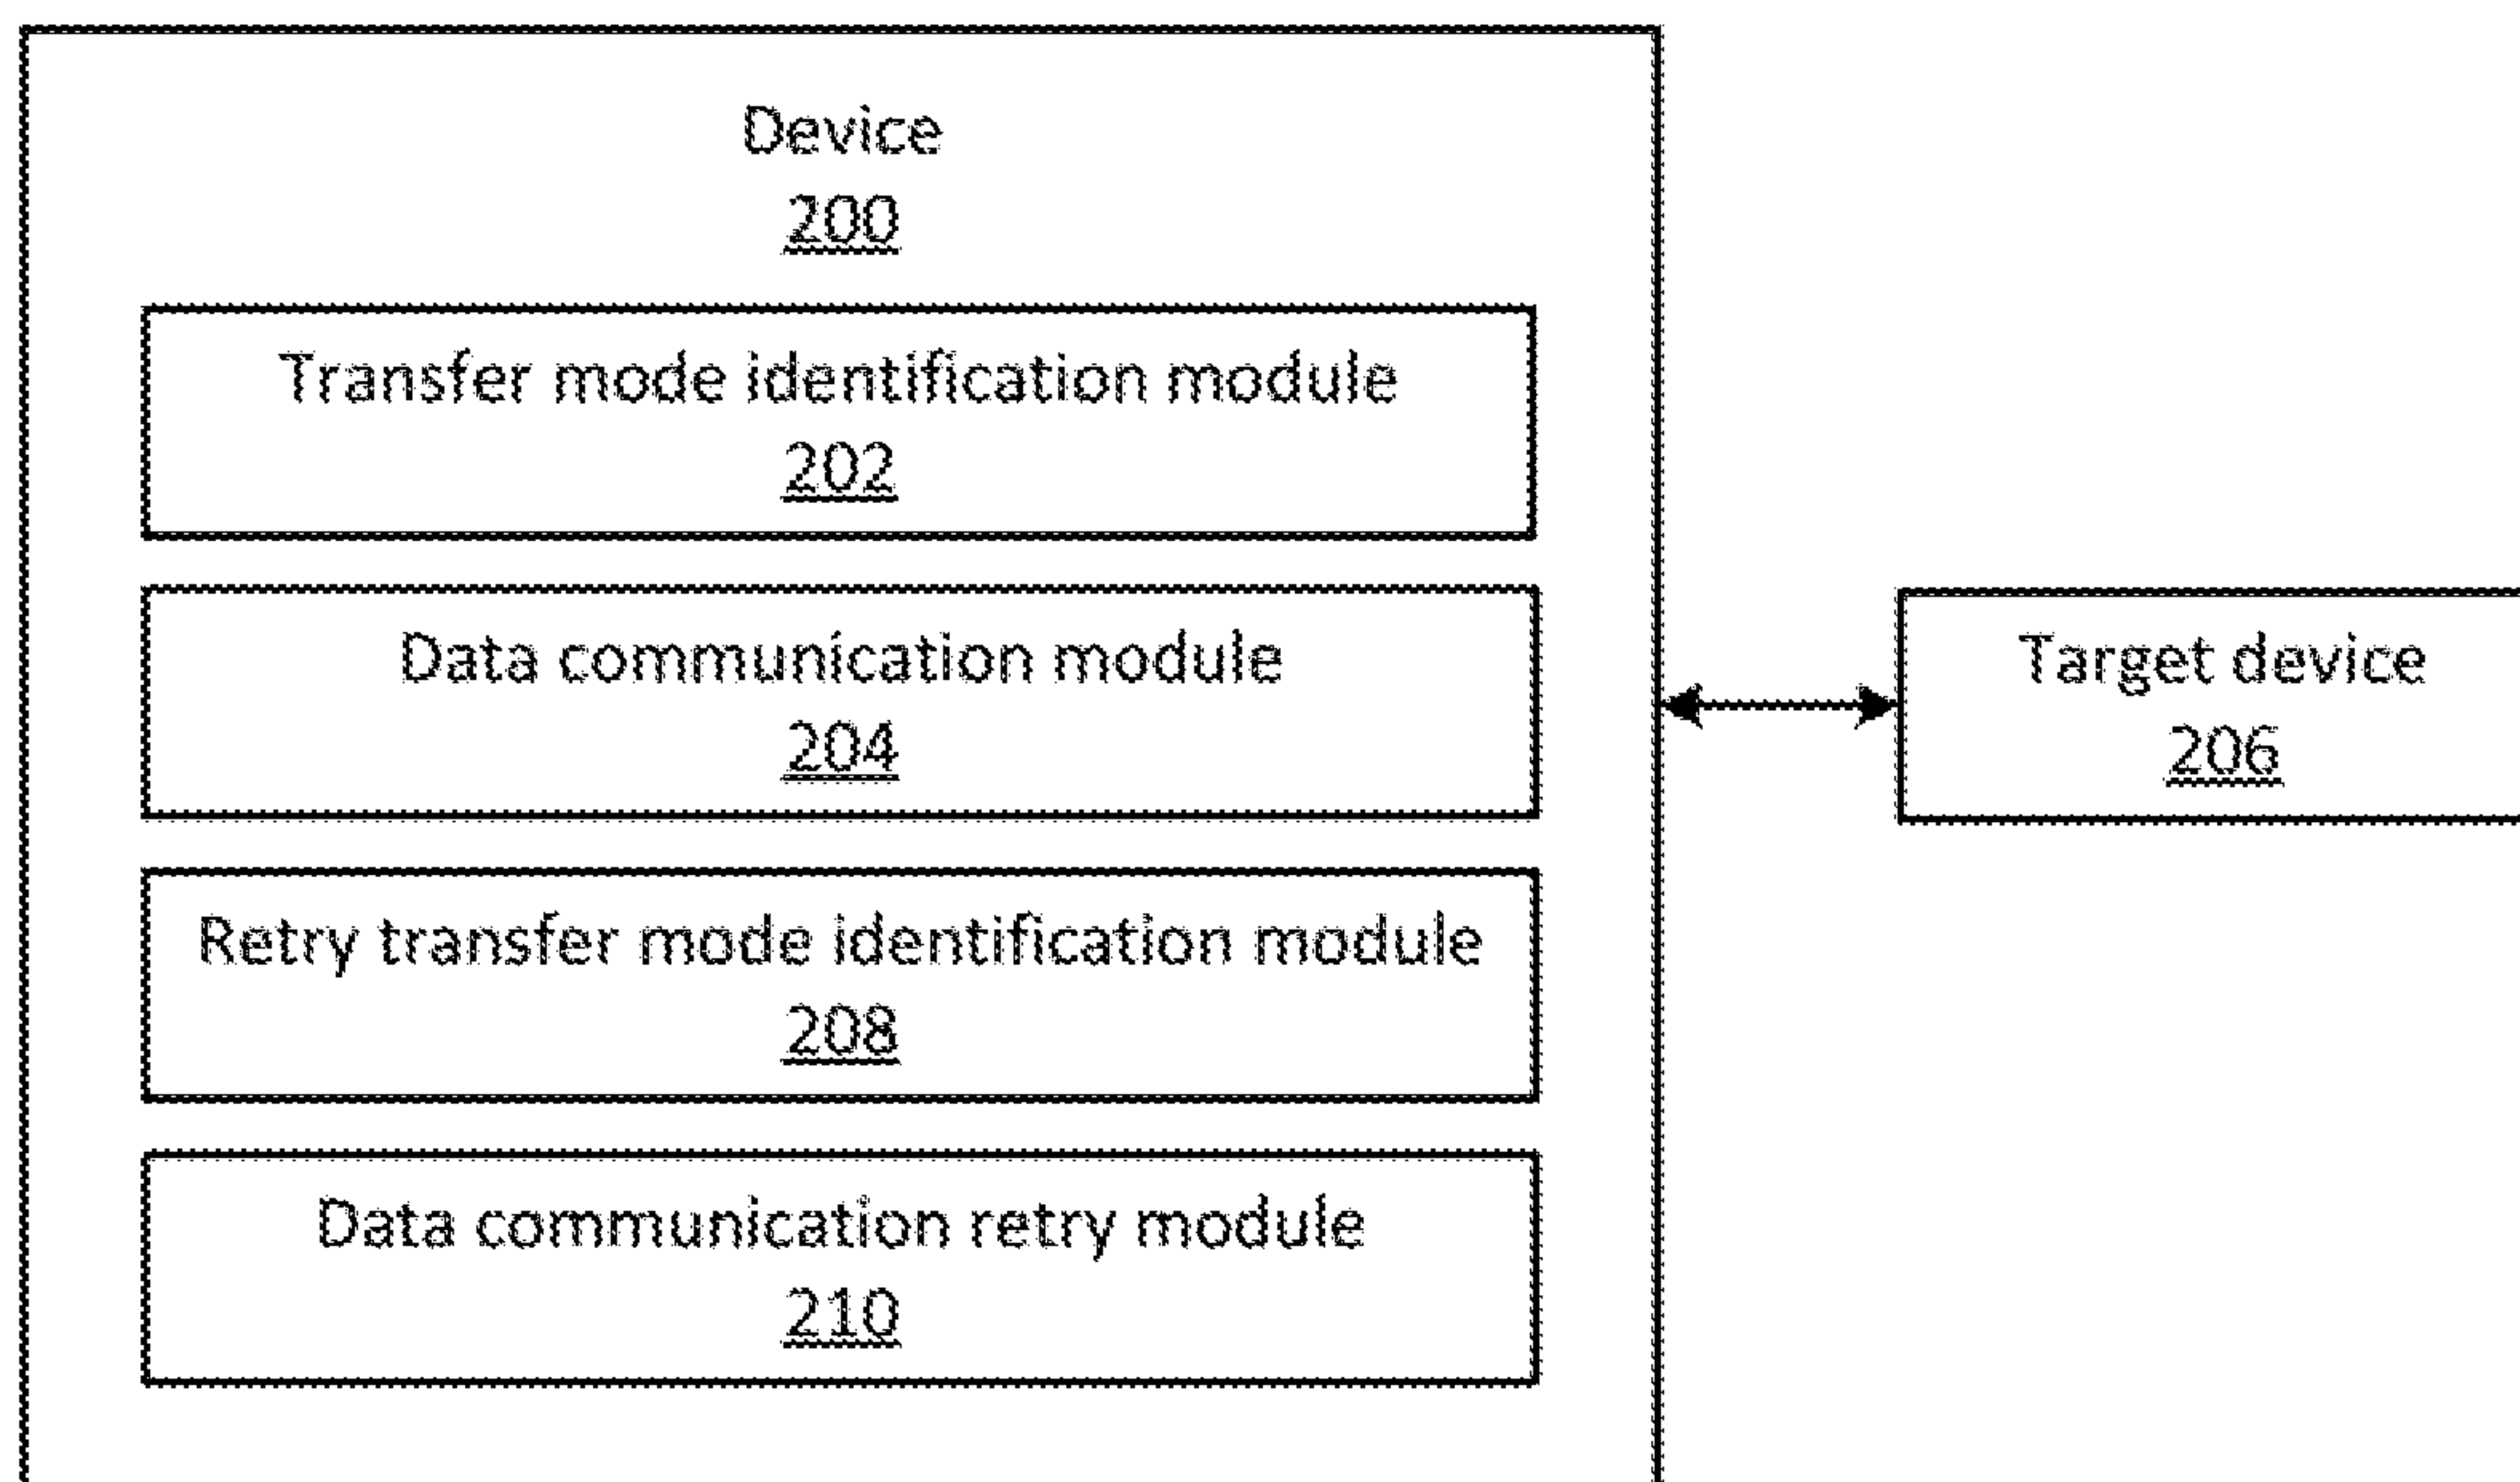 Device
200
Transfer mode identification module
202
Data communication module
204
Target device
206
Retry transfer mode identification module
208
Data communication retry module
210